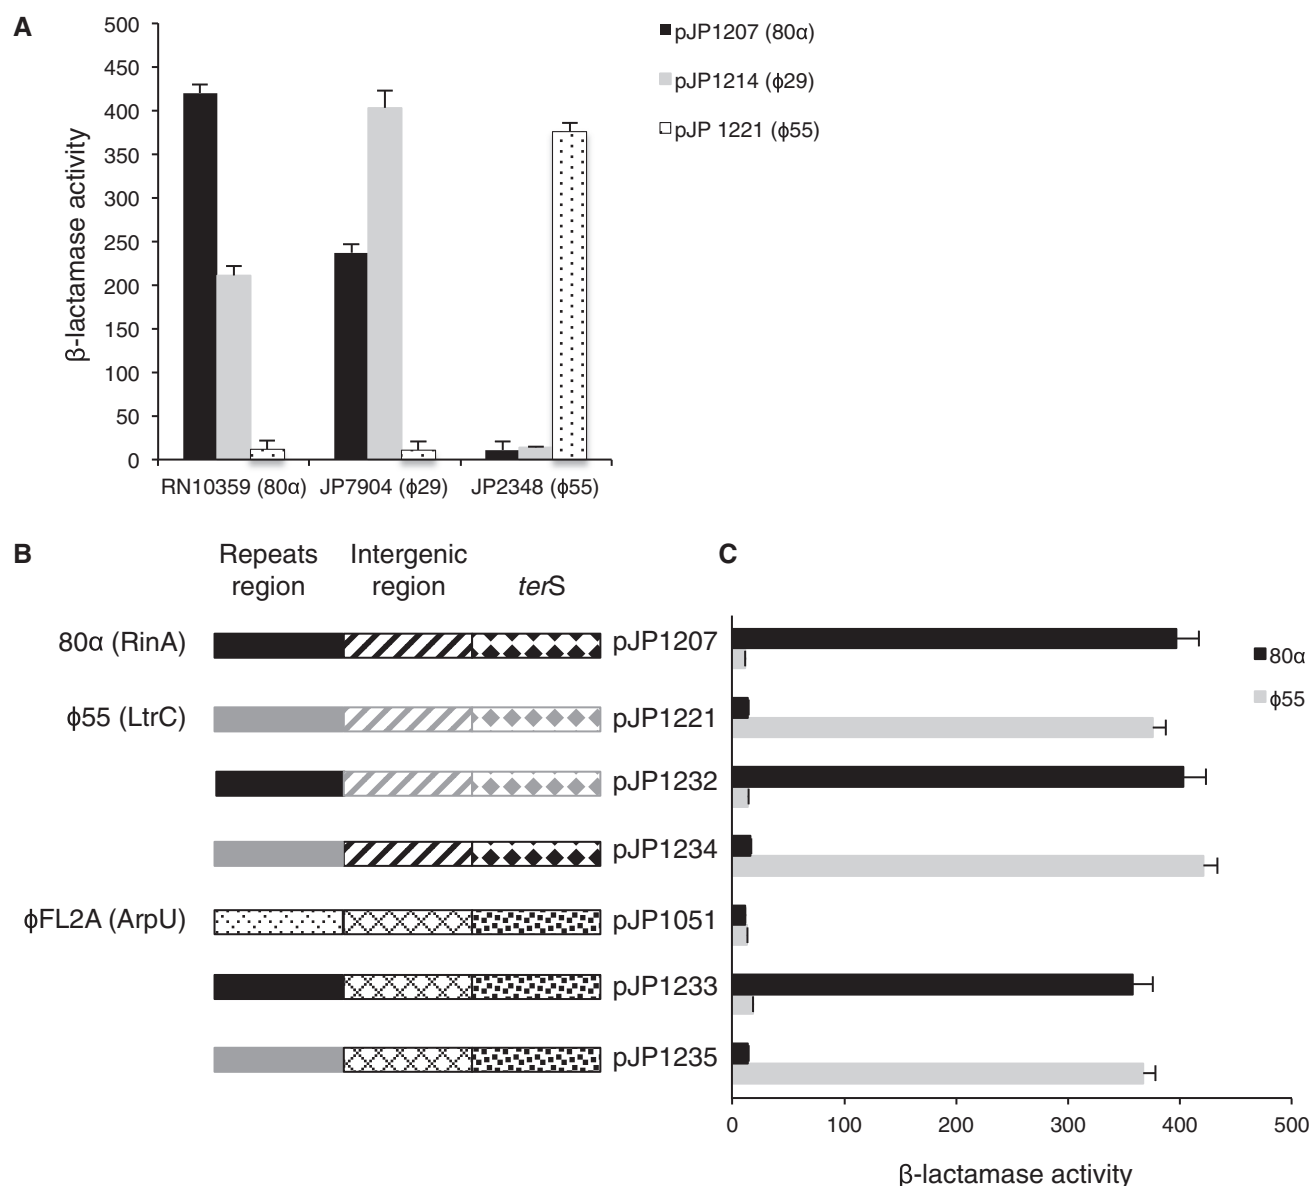 A
500
450
400
350
300
250
200
150
100
50
0
β-lactamase activity
RN10359 (80α) JP7904 (ϕ29) JP2348 (ϕ55)
pJP1207 (80α)
pJP1214 (ϕ29)
pJP 1221 (ϕ55)
B
Repeats region
Intergenic region
terS
80α (RinA)
pJP1207
ϕ55 (LtrC)
pJP1221
pJP1232
pJP1234
ϕFL2A (ArpU)
pJP1051
pJP1233
pJP1235
C
80α
ϕ55
0 100 200 300 400 500
β-lactamase activity